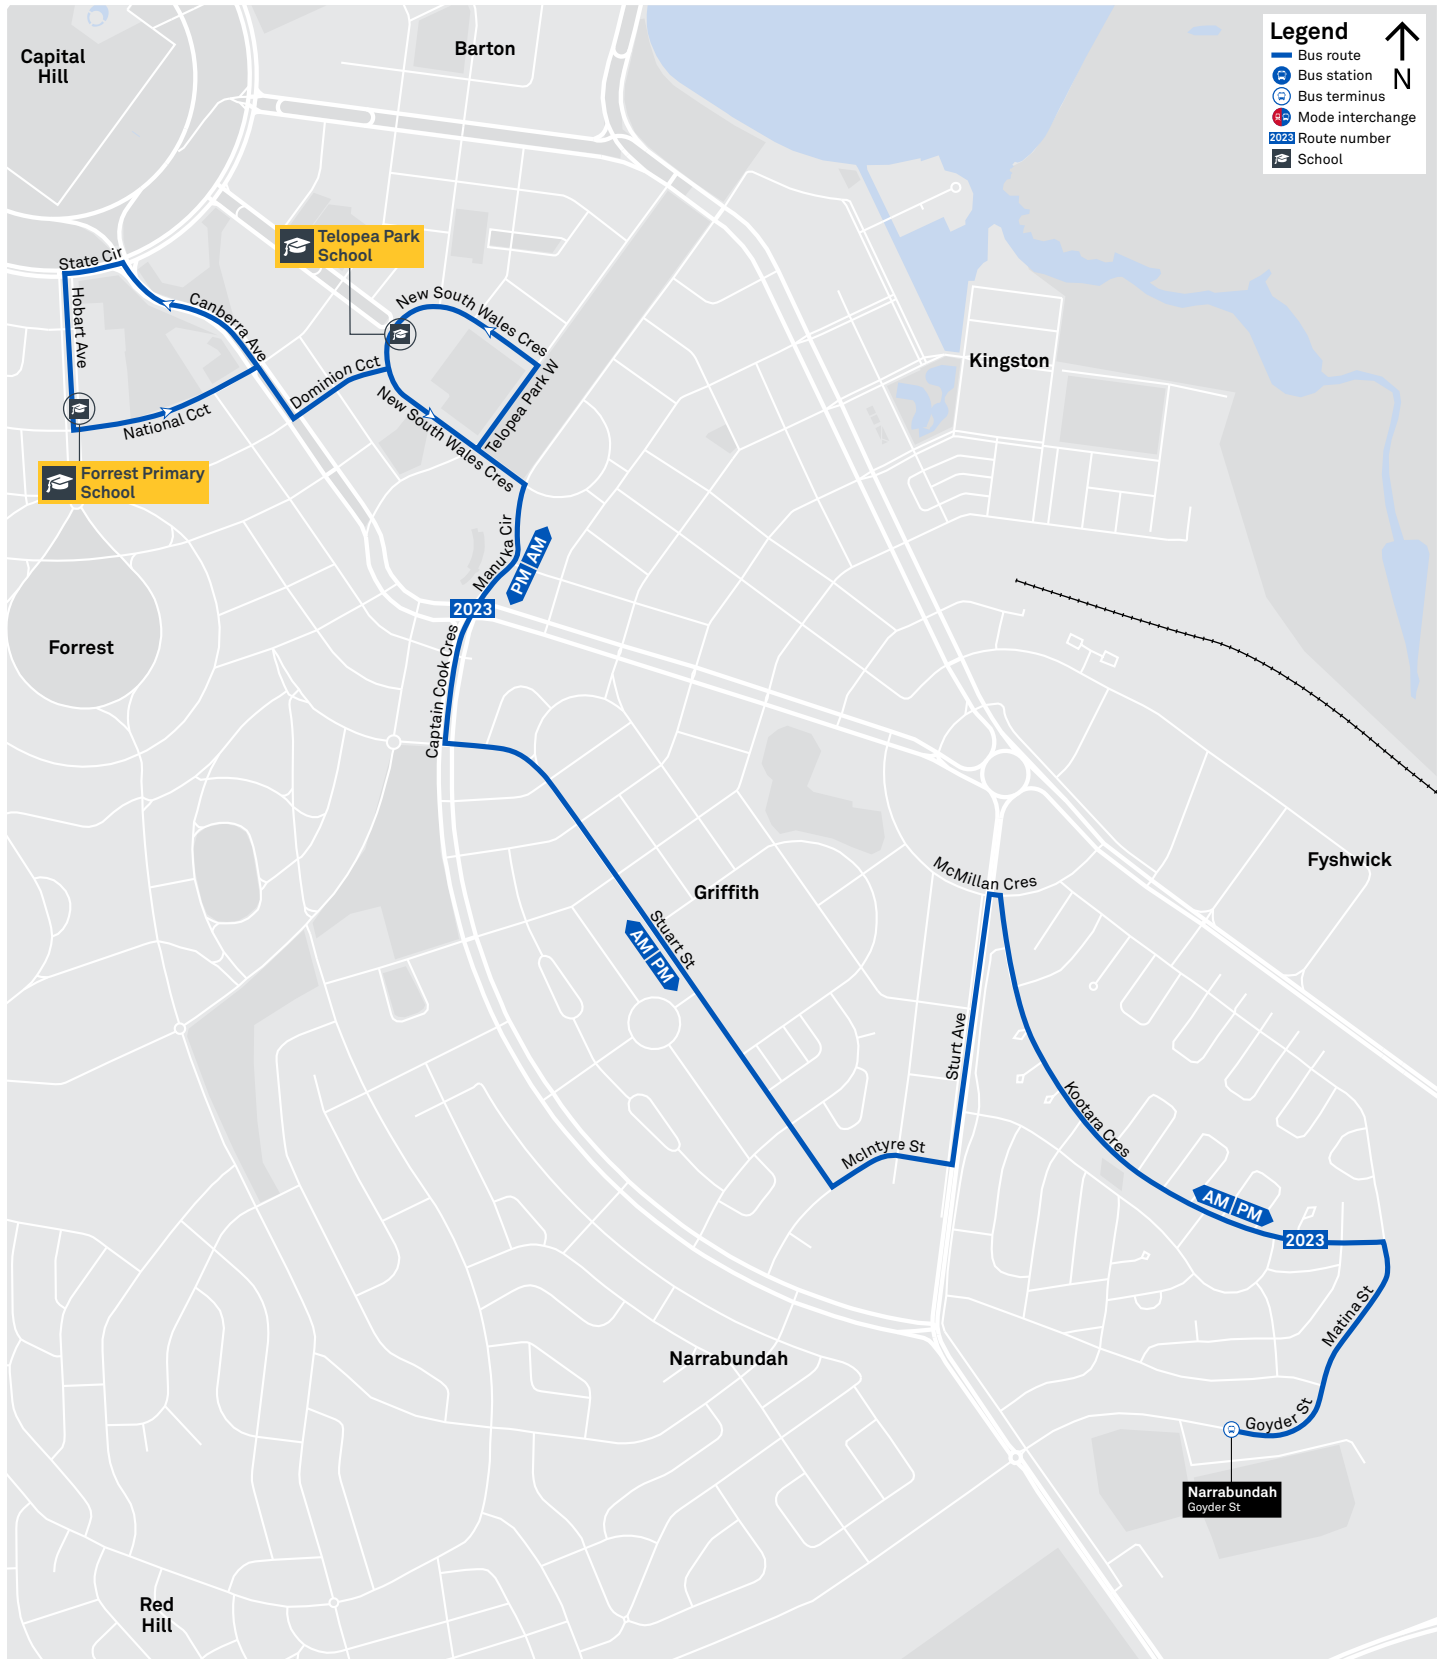 Capital
Hill
Barton
Legend
N
Bus route
Bus station
Bus terminus
Mode interchange
2023 Route number
School
Telopea Park
School
State Cir
Hobart Ave
Canberra Ave
New South Wales Cres
Dominion Cct
Telopea Park W
New South Wales Cres
National Cct
Kingston
Forrest Primary
School
Manuka Cir
PM AM
2023
Forrest
Captain Cook Cres
Fyshwick
McMillan Cres
Griffith
Stuart St
AM PM
Sturt Ave
Kootara Cres
McIntyre St
AM PM
2023
Matina St
Narrabundah
Goyder St
Narrabundah
Goyder St
Red
Hill